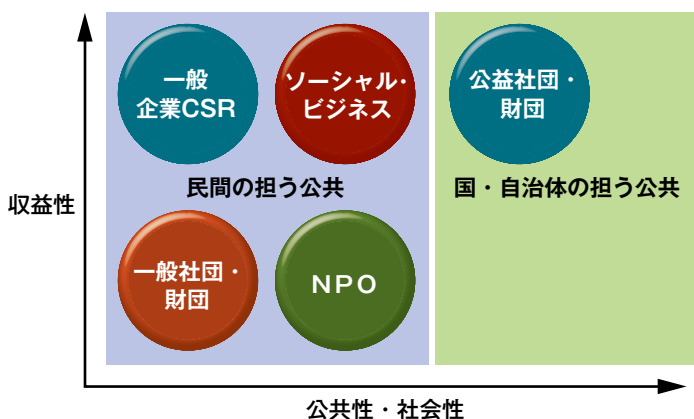 一般
企業CSR
ソーシャル・
ビジネス
公益社団・
財団
民間の担う公共
国・自治体の担う公共
収益性
一般社団・
財団
NPO
公共性・社会性